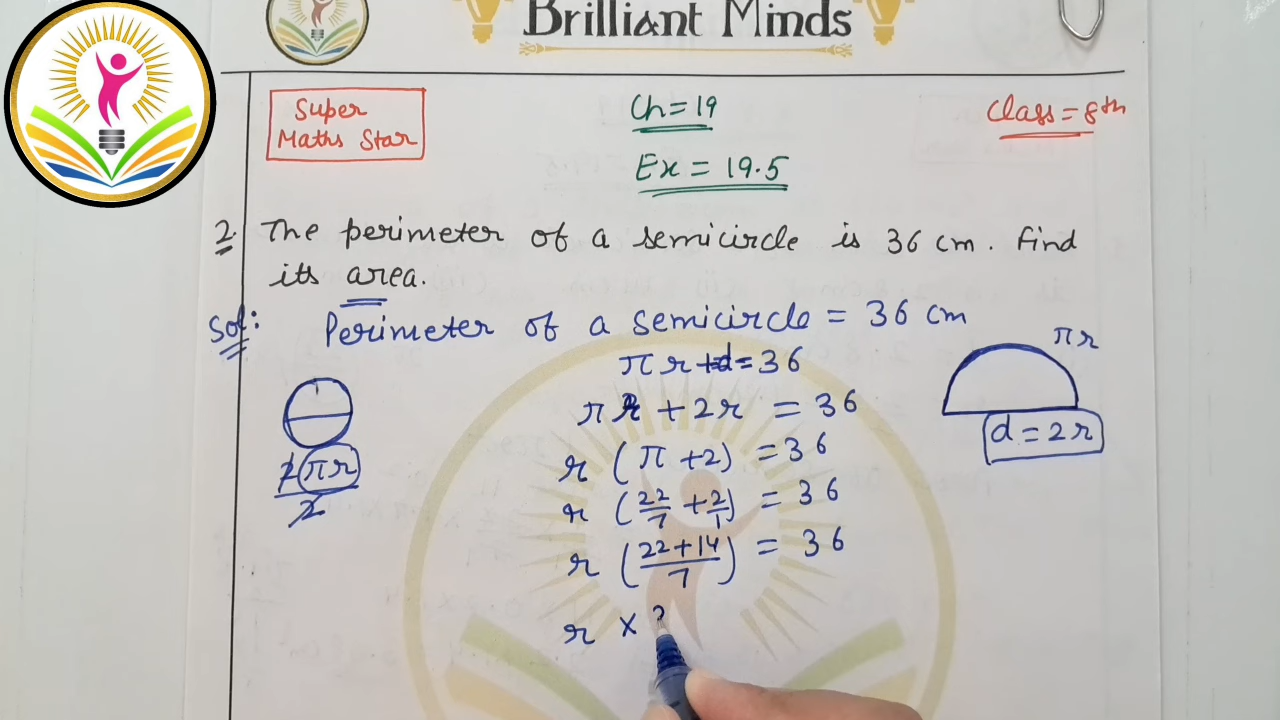 Brilliant Minds
Super
Maths Star
Ch = 19
Class = 8th
Ex = 19.5
2. The perimeter of a semicircle is 36 cm. Find
its area.
Sol: Perimeter of a semicircle = 36 cm
πr + d = 36
πr
πr + 2r = 36
d = 2r
r (π + 2) = 36
2πr/2
r (22/7 + 2/1) = 36
r ((22 + 14)/7) = 36
r ×